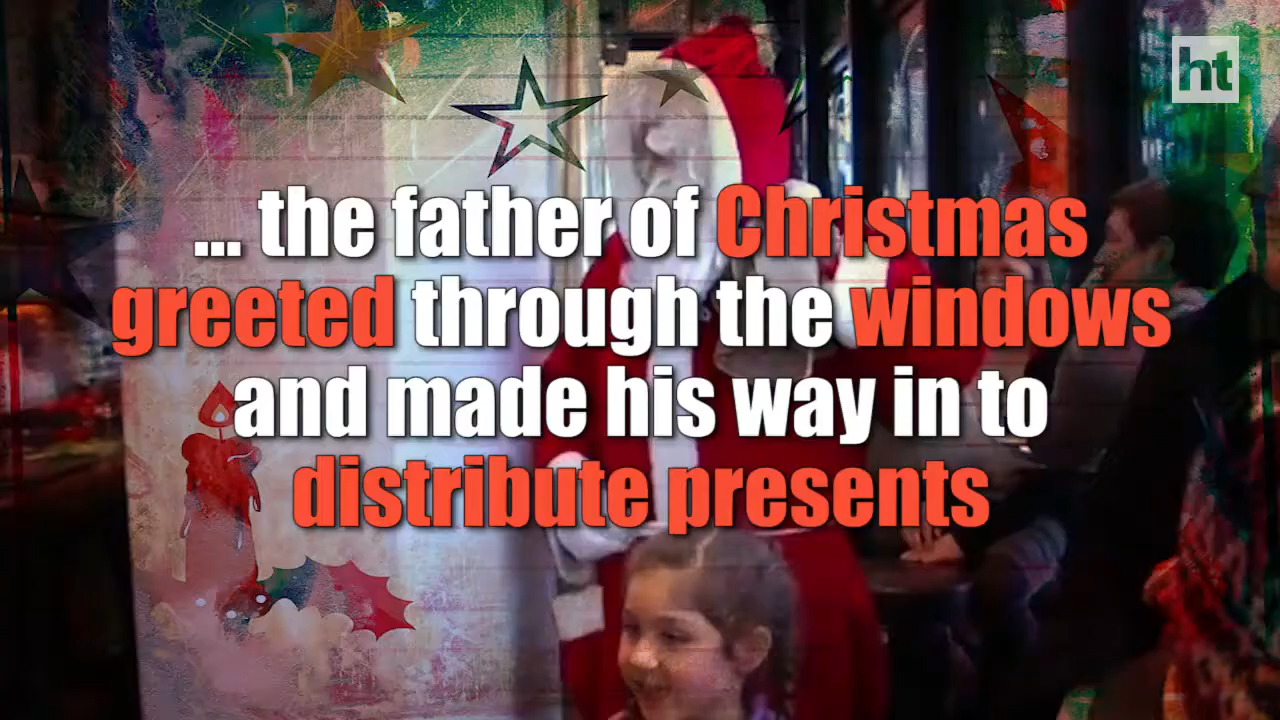 ht
... the father of Christmas
greeted through the windows
and made his way in to
distribute presents